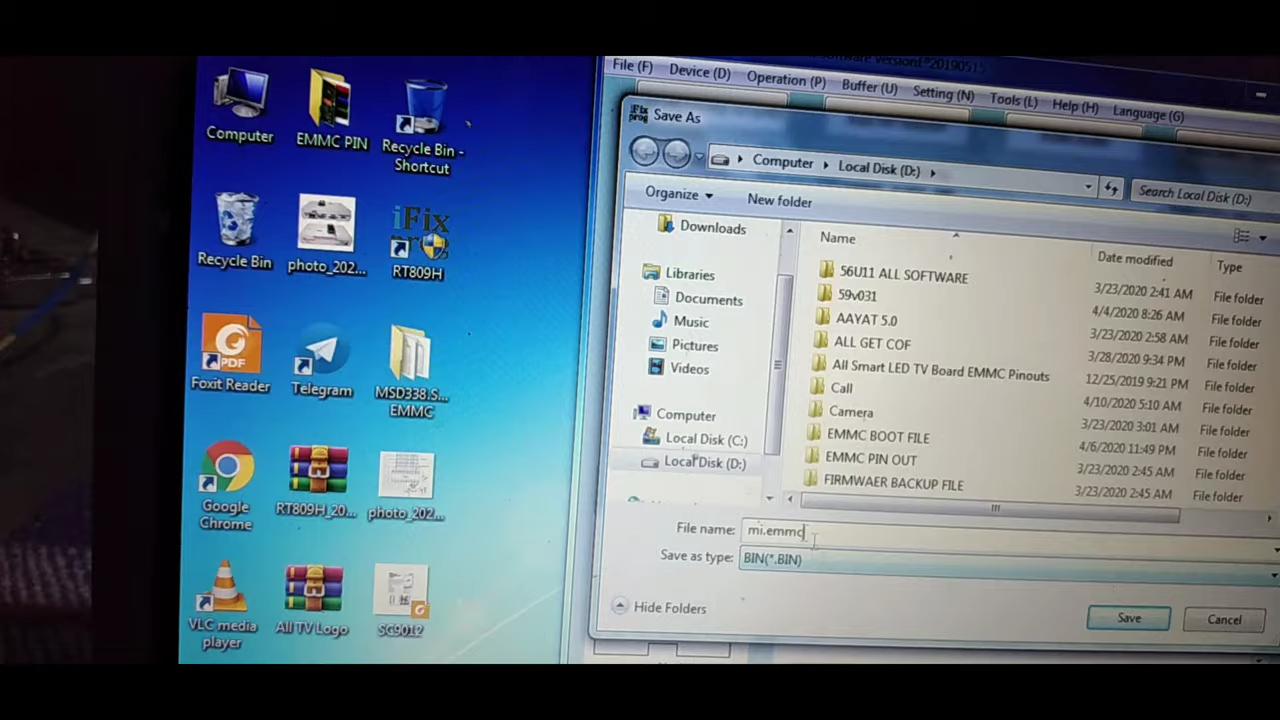 Computer
EMMC PIN
Recycle Bin -
Shortcut
Recycle Bin
photo_202...
iFix
RT809H
Foxit Reader
PDF
Telegram
MSD338.S...
EMMC
Google
Chrome
RT809H_20...
photo_202...
VLC media
player
All TV Logo
SC9012
File (F) Device (D) Operation (P) Buffer (U) Setting (N) Tools (L) Help (H) Language (G)
iFix
prog
Save As
Computer Local Disk (D:)
Search Local Disk (D:)
Organize
New folder
Downloads
Libraries
Documents
Music
Pictures
Videos
Computer
Local Disk (C:)
Local Disk (D:)
Name Date modified Type
56U11 ALL SOFTWARE 3/23/2020 2:41 AM File folder
59v031 4/4/2020 8:26 AM File folder
AAYAT 5.0 3/23/2020 2:58 AM File folder
ALL GET COF 3/28/2020 9:34 PM File folder
All Smart LED TV Board EMMC Pinouts 12/25/2019 9:21 PM File folder
Call 4/10/2020 5:10 AM File folder
Camera 3/23/2020 3:01 AM File folder
EMMC BOOT FILE 4/6/2020 11:49 PM File folder
EMMC PIN OUT 3/23/2020 2:45 AM File folder
FIRMWAER BACKUP FILE 3/23/2020 2:45 AM File folder
File name: mi.emmc
Save as type: BIN(*.BIN)
Hide Folders
Save
Cancel